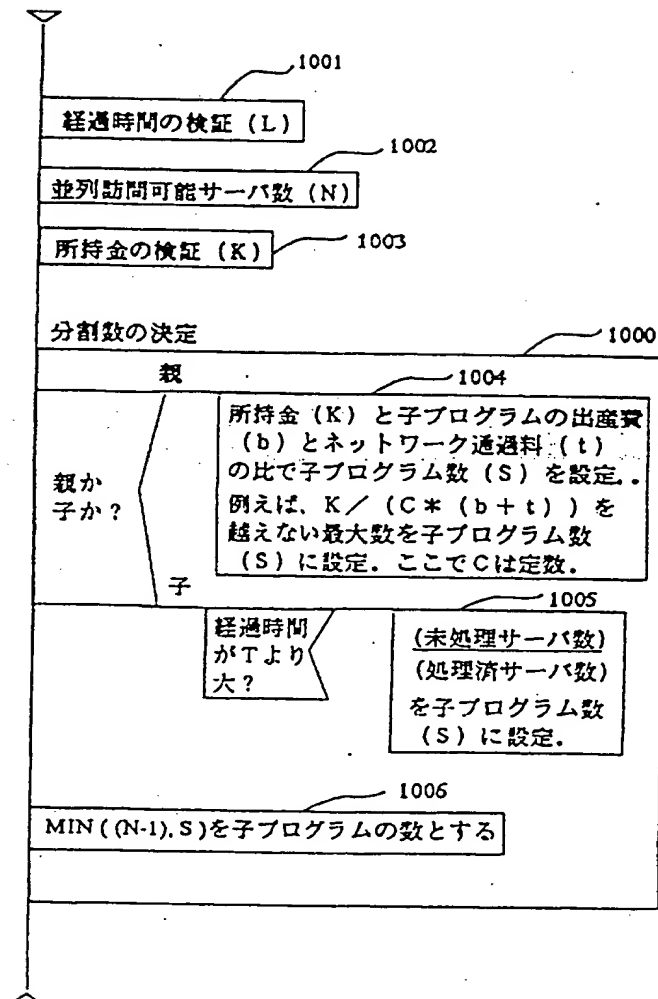 1001
経過時間の検証 (L)
1002
並列訪問可能サーバ数 (N)
所持金の検証 (K)
1003
分割数の決定
1000
親
1004
親か
子か?
所持金 (K) と子プログラムの出産費
(b) とネットワーク通過料 (t)
の比で子プログラム数 (S) を設定..
例えば、K/ (C* (b+t) ) を
越えない最大数を子プログラム数
(S) に設定. ここでCは定数.
子
1005
経過時間
がTより
大?
(未処理サーバ数)
(処理済サーバ数)
を子プログラム数
(S) に設定.
1006
MIN ( (N-1), S) を子プログラムの数とする